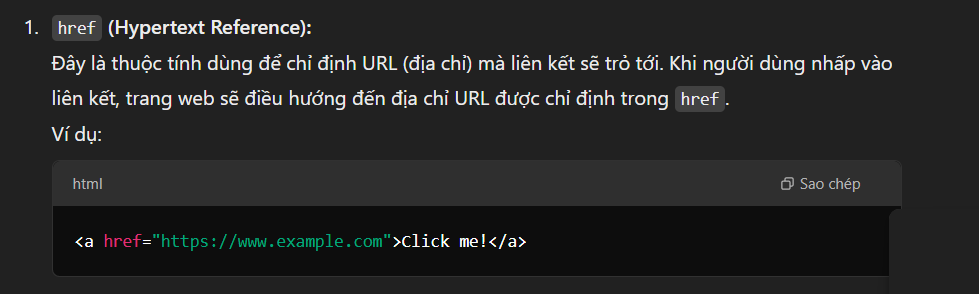 1. href (Hypertext Reference):
Đây là thuộc tính dùng để chỉ định URL (địa chỉ) mà liên kết sẽ trỏ tới. Khi người dùng nhấp vào
liên kết, trang web sẽ điều hướng đến địa chỉ URL được chỉ định trong href.
Ví dụ:
html
Sao chép
<a href="https://www.example.com">Click me!</a>